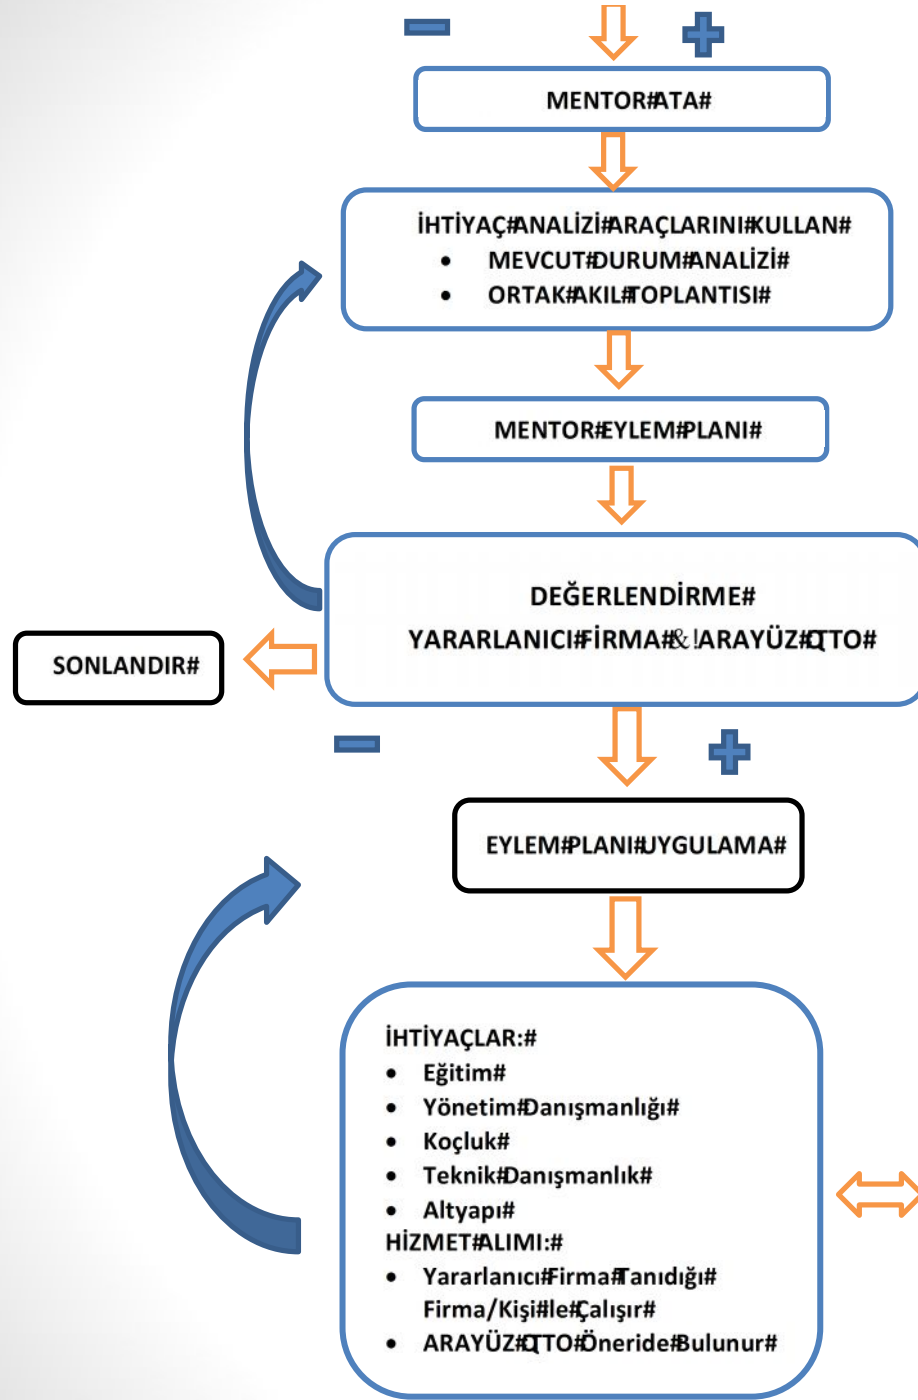 MENTOR#ATA#
İHTİYAÇ#ANALİZİ#ARAÇLARINI#KULLAN#
• MEVCUT#DURUM#ANALİZİ#
• ORTAK#AKIL#TOPLANTISI#
MENTOR#EYLEM#PLANI#
DEĞERLENDİRME#
YARARLANICI#FİRMA#&!ARAYÜZ#TTO#
SONLANDIR#
EYLEM#PLANI#UYGULAMA#
İHTİYAÇLAR:#
• Eğitim#
• Yönetim#Danışmanlığı#
• Koçluk#
• Teknik#Danışmanlık#
• Altyapı#
HİZMET#ALIMI:#
• Yararlanıcı#Firma#Tanıdığı#
Firma/Kişi#le#Çalışır#
• ARAYÜZ#TTO#Öneride#Bulunur#